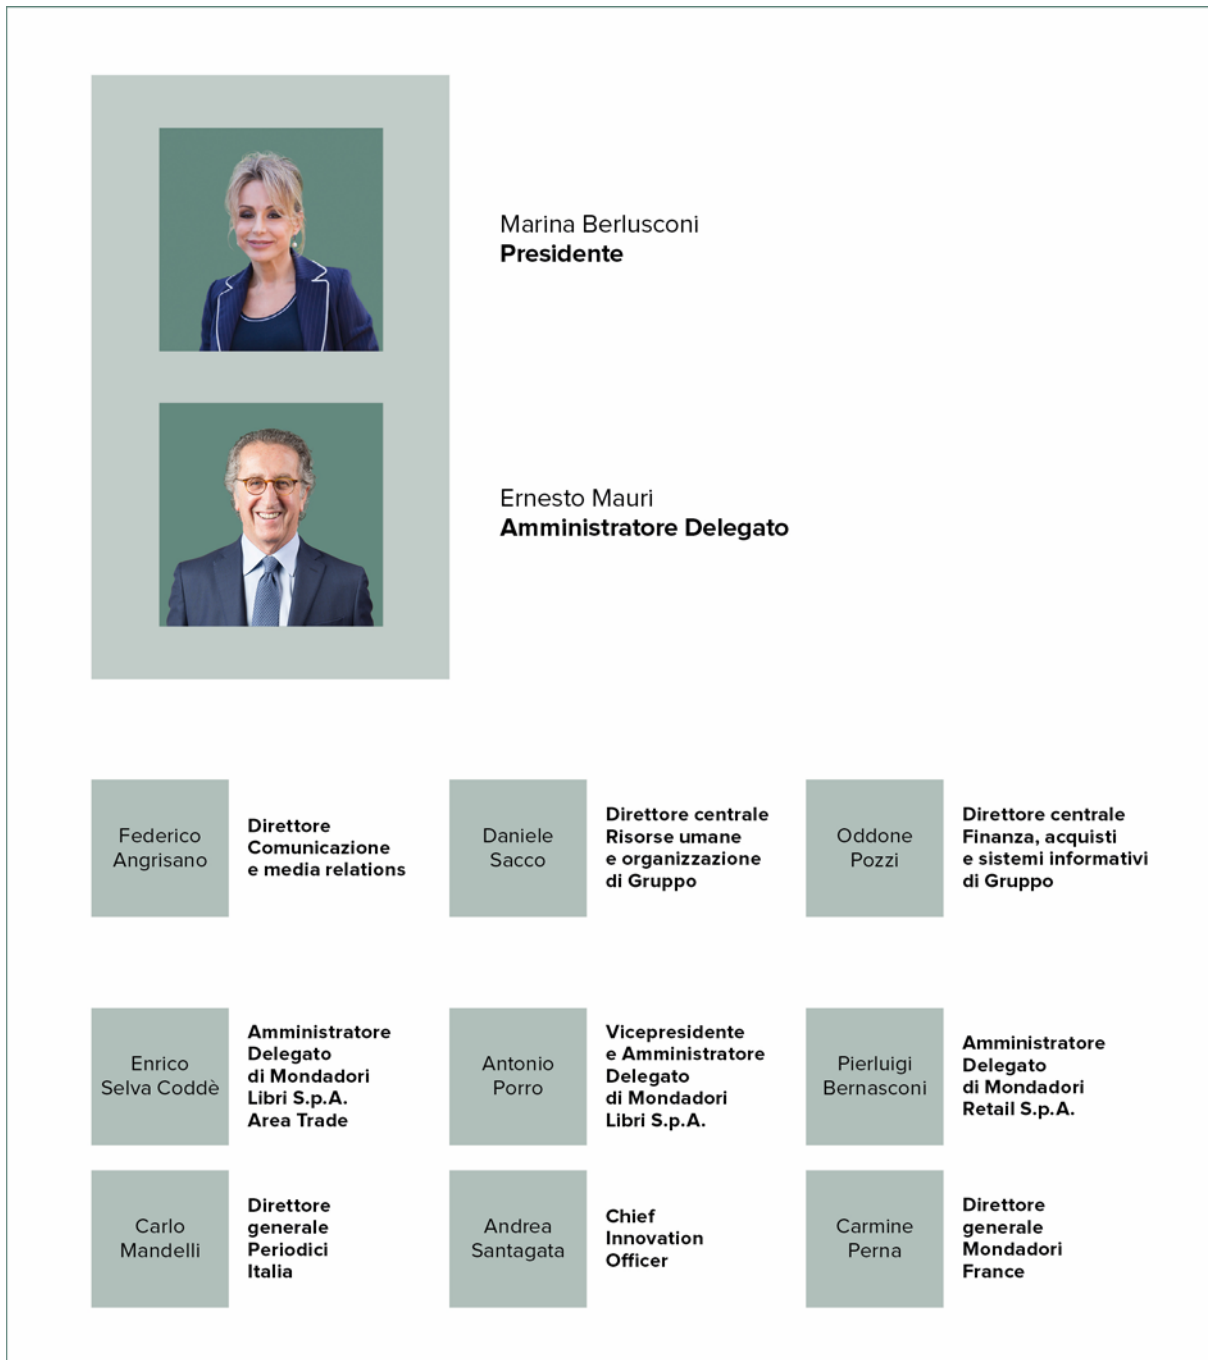 Marina Berlusconi
Presidente
Ernesto Mauri
Amministratore Delegato
Federico
Angrisano
Direttore
Comunicazione
e media relations
Daniele
Sacco
Direttore centrale
Risorse umane
e organizzazione
di Gruppo
Oddone
Pozzi
Direttore centrale
Finanza, acquisti
e sistemi informativi
di Gruppo
Enrico
Selva Coddè
Amministratore
Delegato
di Mondadori
Libri S.p.A.
Area Trade
Antonio
Porro
Vicepresidente
e Amministratore
Delegato
di Mondadori
Libri S.p.A.
Pierluigi
Bernasconi
Amministratore
Delegato
di Mondadori
Retail S.p.A.
Carlo
Mandelli
Direttore
generale
Periodici
Italia
Andrea
Santagata
Chief
Innovation
Officer
Carmine
Perna
Direttore
generale
Mondadori
France